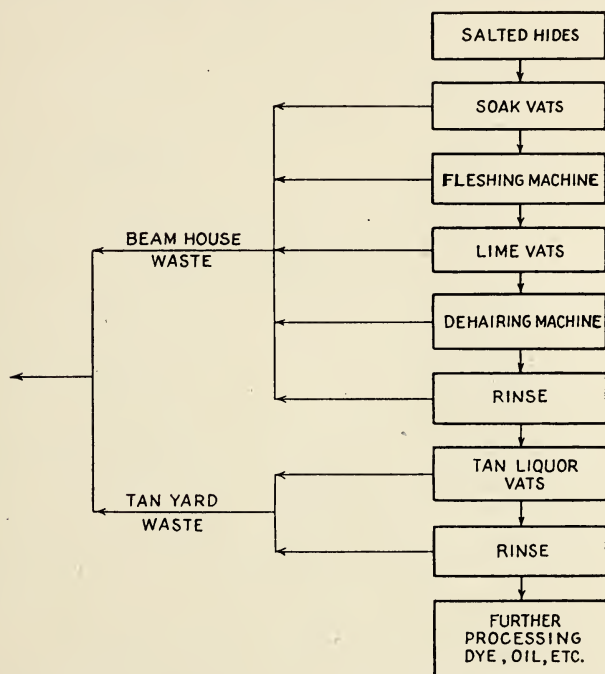 SALTED HIDES
SOAK VATS
FLESHING MACHINE
BEAM HOUSE
WASTE
LIME VATS
DEHAIRING MACHINE
RINSE
TAN LIQUOR
VATS
TAN YARD
WASTE
RINSE
FURTHER
PROCESSING
DYE, OIL, ETC.